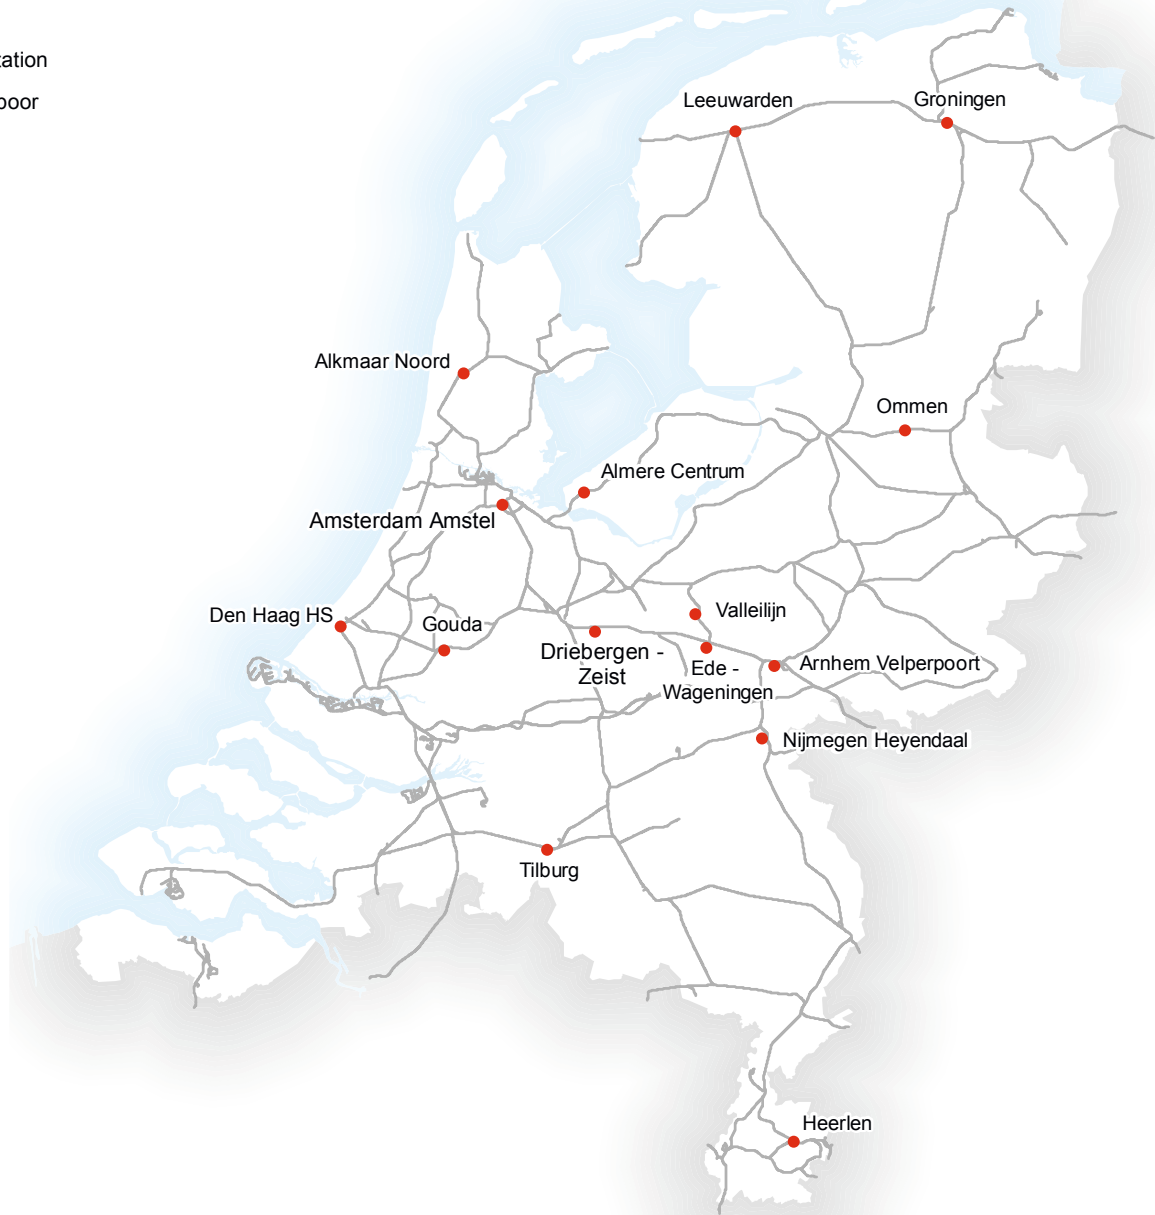 tation
poor
Leeuwarden
Groningen
Alkmaar Noord
Ommen
Almere Centrum
Amsterdam Amstel
Den Haag HS
Gouda
Valleilijn
Driebergen -
Zeist
Ede -
Wageningen
Arnhem Velperpoort
Nijmegen Heyendaal
Tilburg
Heerlen